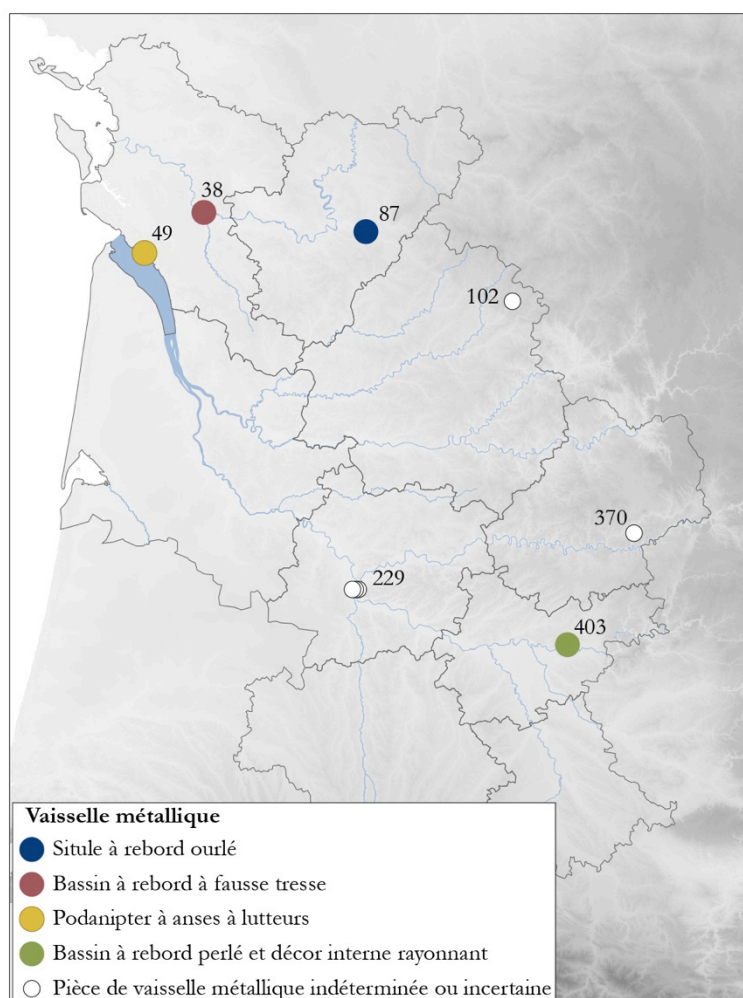 38
87
49
102
370
229
403
Vaisselle métallique
Situle à rebord ourlé
Bassin à rebord à fausse tresse
Podanipter à anses à lutteurs
Bassin à rebord perlé et décor interne rayonnant
Pièce de vaisselle métallique indéterminée ou incertaine